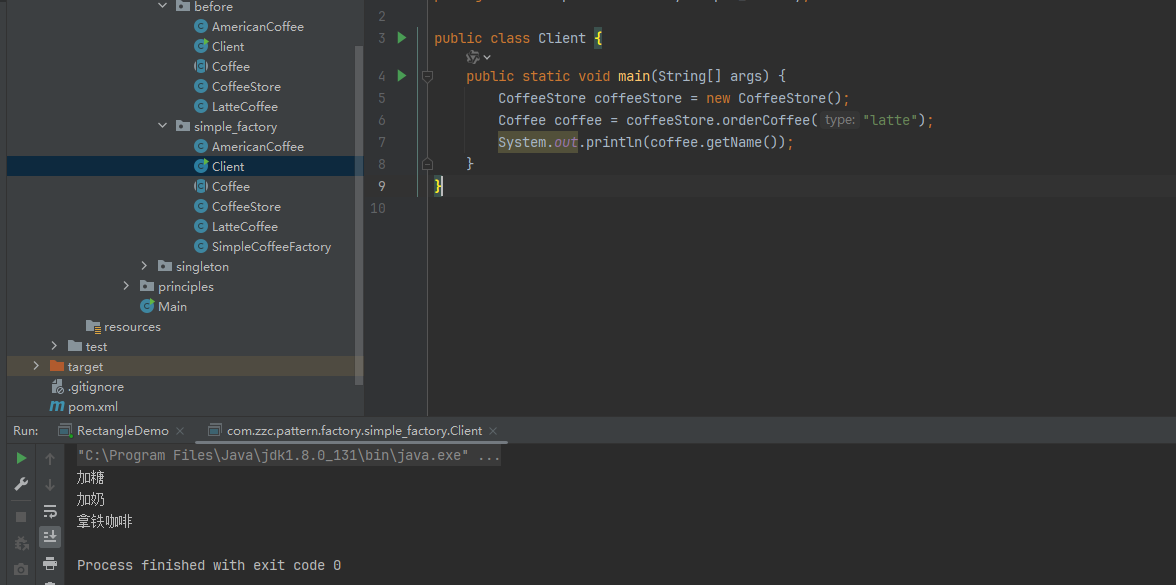 before
AmericanCoffee
Client
Coffee
CoffeeStore
LatteCoffee
simple_factory
AmericanCoffee
Client
Coffee
CoffeeStore
LatteCoffee
SimpleCoffeeFactory
singleton
principles
Main
resources
test
target
.gitignore
pom.xml
2
3 public class Client {
4 public static void main(String[] args) {
5 CoffeeStore coffeeStore = new CoffeeStore();
6 Coffee coffee = coffeeStore.orderCoffee( type: "latte");
7 System.out.println(coffee.getName());
8 }
9 }
10
Run: RectangleDemo com.zzc.pattern.factory.simple_factory.Client
"C:\Program Files\Java\jdk1.8.0_131\bin\java.exe" ...
加糖
加奶
拿铁咖啡
Process finished with exit code 0